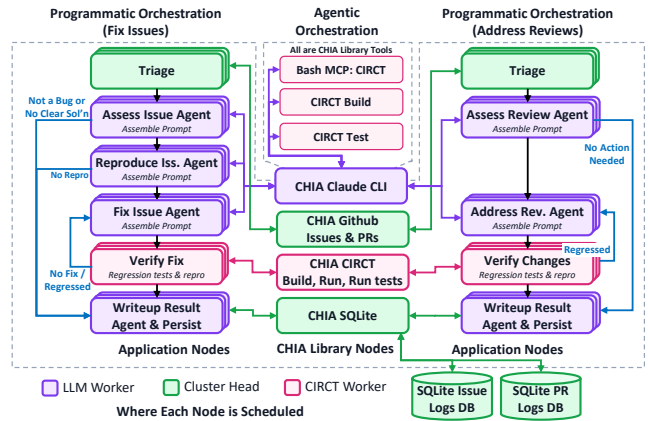 Programmatic Orchestration
(Fix Issues)
Agentic
Orchestration
Programmatic Orchestration
(Address Reviews)
All are CHIA Library Tools
Triage
Bash MCP: CIRCT
Triage
Not a Bug or
No Clear Sol'n
CIRCT Build
Assess Issue Agent
Assemble Prompt
Assess Review Agent
Assemble Prompt
CIRCT Test
No Action
Needed
Reproduce Iss. Agent
Assemble Prompt
No Repro
CHIA Claude CLI
Fix Issue Agent
Assemble Prompt
CHIA Github
Issues & PRs
Address Rev. Agent
Assemble Prompt
Regressed
Verify Fix
Regression tests & repro
CHIA CIRCT
Build, Run, Run tests
Verify Changes
Regression tests & repro
No Fix /
Regressed
Writeup Result
Agent & Persist
CHIA SQLite
Writeup Result
Agent & Persist
Application Nodes
CHIA Library Nodes
Application Nodes
LLM Worker
Cluster Head
CIRCT Worker
Where Each Node is Scheduled
SQLite Issue
Logs DB
SQLite PR
Logs DB